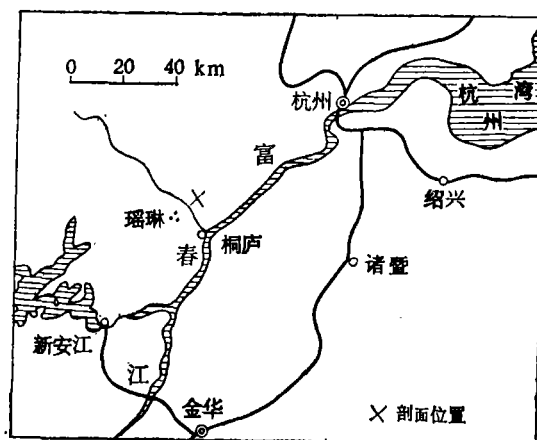 0 20 40 km
杭州
杭州湾
富春江
绍兴
瑶琳
桐庐
诸暨
新安江
金华
× 剖面位置